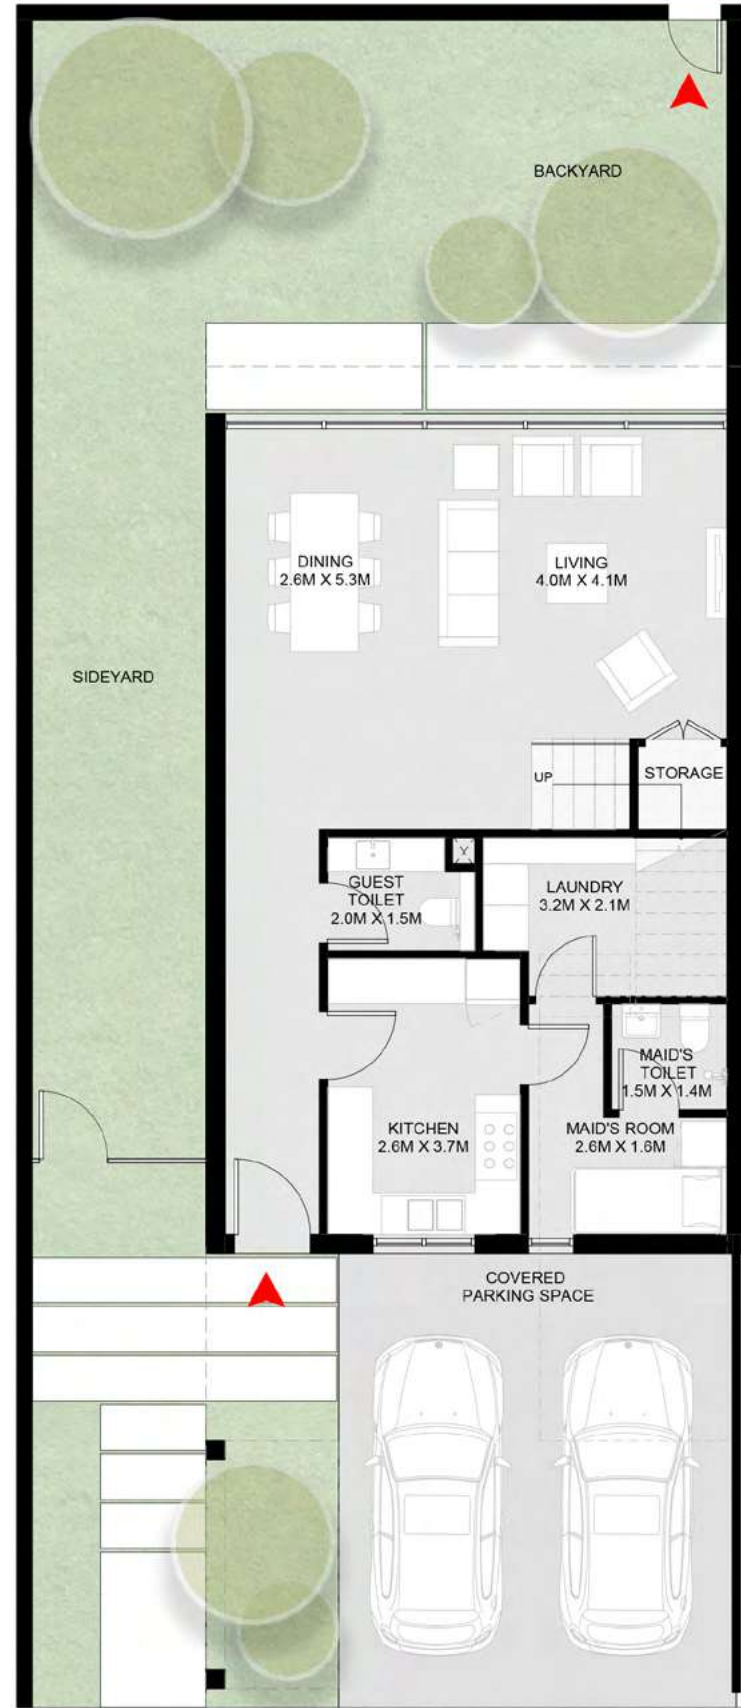 BACKYARD
DINING
2.6M X 5.3M
LIVING
4.0M X 4.1M
SIDEYARD
UP
STORAGE
Y
GUEST
TOILET
2.0M X 1.5M
LAUNDRY
3.2M X 2.1M
MAID'S
TOILET
1.5M X 1.4M
KITCHEN
2.6M X 3.7M
MAID'S ROOM
2.6M X 1.6M
COVERED
PARKING SPACE